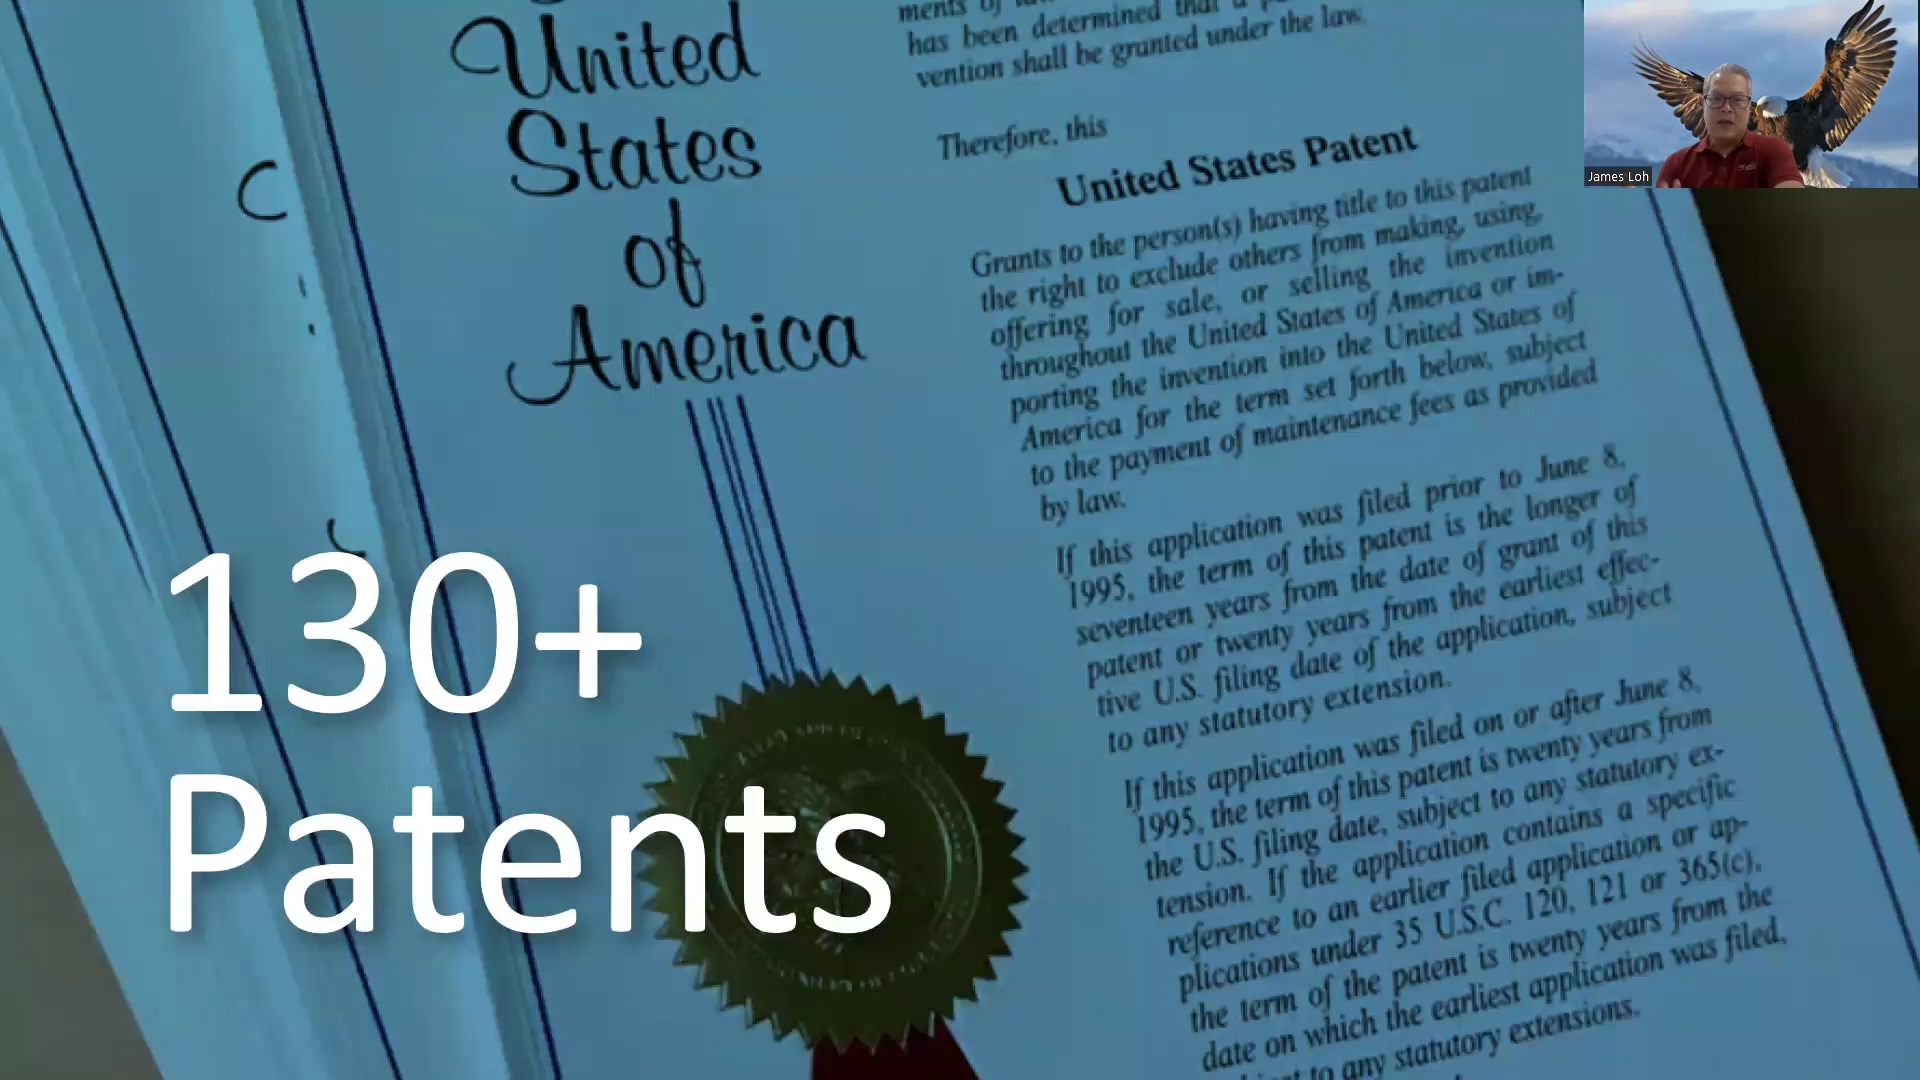 United
States
of
America
ments of
has been determined that a
vention shall be granted under the law.
Therefore, this
United States Patent
Grants to the person(s) having title to this patent
the right to exclude others from making, using,
offering for sale, or selling the invention
throughout the United States of America or im-
porting the invention into the United States of
America for the term set forth below, subject
to the payment of maintenance fees as provided
by law.
If this application was filed prior to June 8,
1995, the term of this patent is the longer of
seventeen years from the date of grant of this
patent or twenty years from the earliest effec-
tive U.S. filing date of the application, subject
to any statutory extension.
If this application was filed on or after June 8,
1995, the term of this patent is twenty years from
the U.S. filing date, subject to any statutory ex-
tension. If the application contains a specific
reference to an earlier filed application or ap-
plications under 35 U.S.C. 120, 121 or 365(c),
the term of the patent is twenty years from the
date on which the earliest application was filed,
to any statutory extensions.
130+
Patents
James Loh